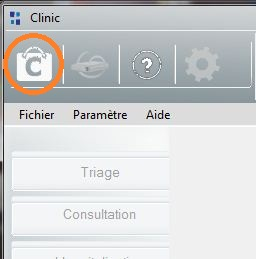 Clinic
C
?
Fichier Paramètre Aide
Triage
Consultation